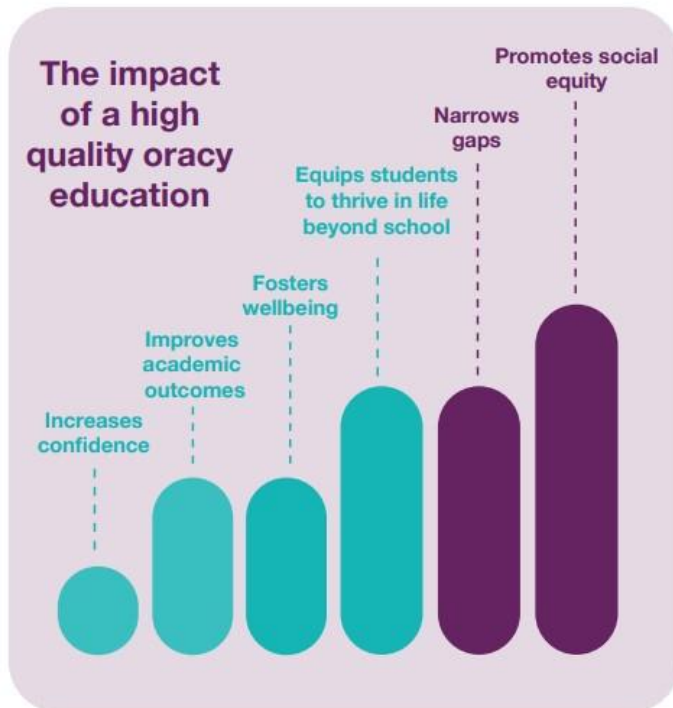 The impact
of a high
quality oracy
education
Increases
confidence
Improves
academic
outcomes
Fosters
wellbeing
Equips students
to thrive in life
beyond school
Narrows
gaps
Promotes social
equity